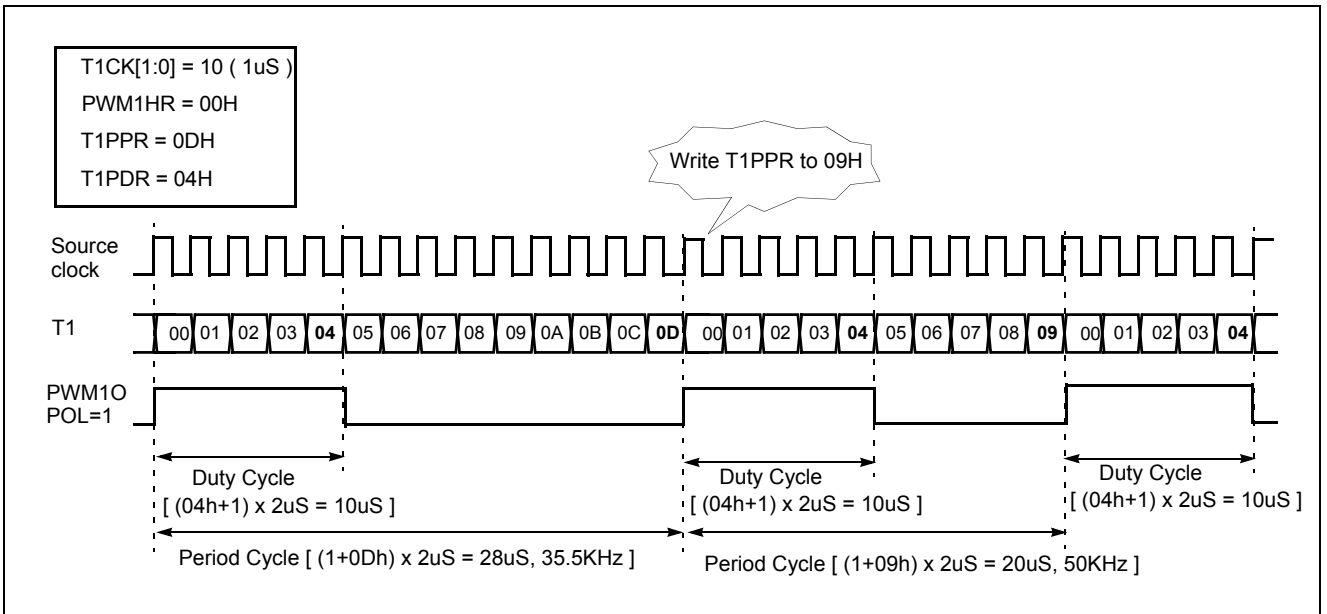 T1CK[1:0] = 10 ( 1uS )
PWM1HR = 00H
T1PPR = 0DH
T1PDR = 04H
Write T1PPR to 09H
Source
clock
T1 00 01 02 03 04 05 06 07 08 09 0A 0B 0C 0D 00 01 02 03 04 05 06 07 08 09 00 01 02 03 04
PWM1O
POL=1
Duty Cycle Duty Cycle Duty Cycle
[ (04h+1) x 2uS = 10uS ] [ (04h+1) x 2uS = 10uS ] [ (04h+1) x 2uS = 10uS ]
Period Cycle [ (1+0Dh) x 2uS = 28uS, 35.5KHz ] Period Cycle [ (1+09h) x 2uS = 20uS, 50KHz ]